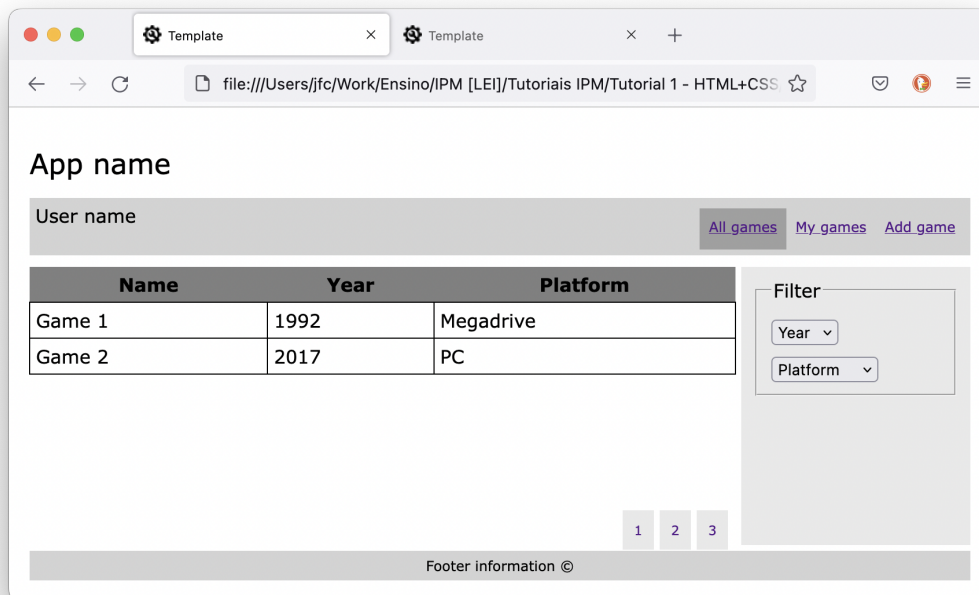 Template Template
file:///Users/jfc/Work/Ensino/IPM [LEI]/Tutoriais IPM/Tutorial 1 - HTML+CSS
App name
User name
All games My games Add game
Name Year Platform
Game 1 1992 Megadrive
Game 2 2017 PC
Filter
Year
Platform
1 2 3
Footer information ©